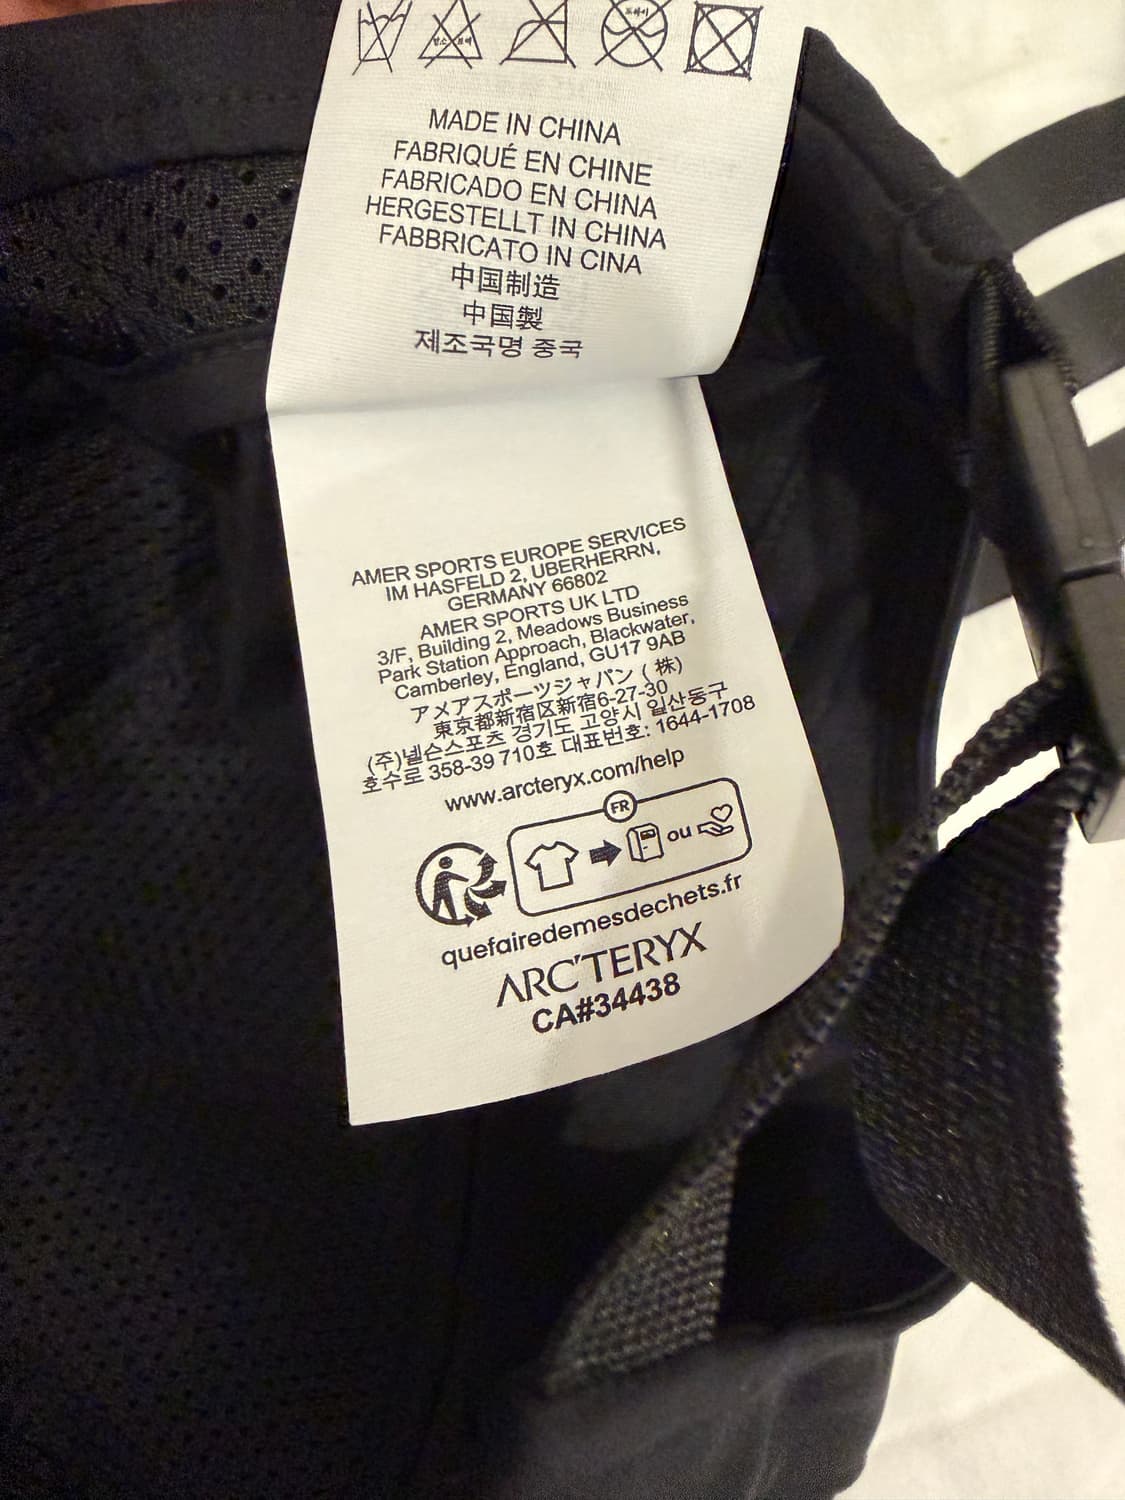 MADE IN CHINA
FABRIQUÉ EN CHINE
FABRICADO EN CHINA
HERGESTELLT IN CHINA
FABBRICATO IN CINA
中国制造
中国製
제조국명 중국
AMER SPORTS EUROPE SERVICES
IM HASFELD 2, UBERHERRN,
GERMANY 66802
AMER SPORTS UK LTD
3/F, Building 2, Meadows Business
Park Station Approach, Blackwater,
Camberley, England, GU17 9AB
アメアスポーツジャパン (株)
東京都新宿区新宿6-27-30
(주)넬슨스포츠 경기도 고양시 일산동구
호수로 358-39 710호 대표번호: 1644-1708
www.arcteryx.com/help
FR
ou
quefairedemesdechets.fr
ARC'TERYX
CA#34438